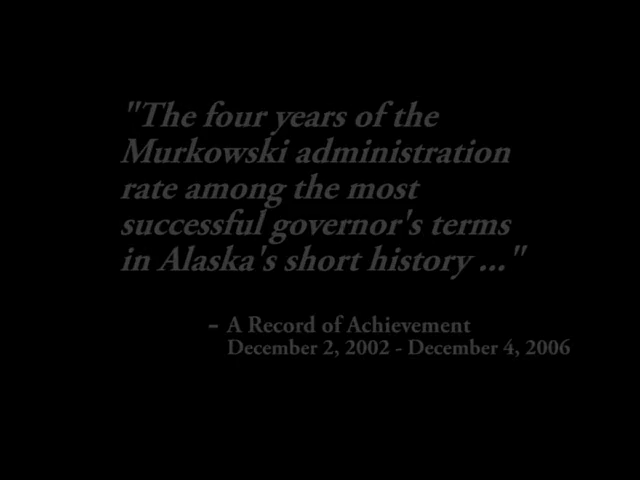 "The four years of the
Murkowski administration
rate among the most
successful governor's terms
in Alaska's short history ..."
- A Record of Achievement
December 2, 2002 - December 4, 2006